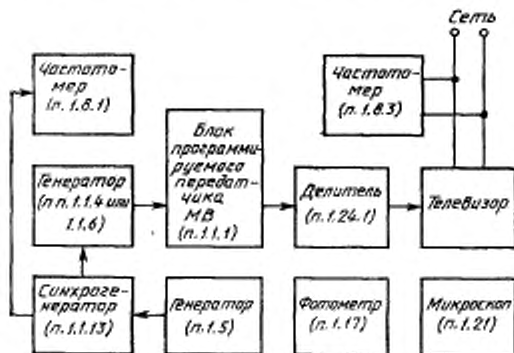 Сеть
Частото-
мер
(п.1.8.1)
Частото-
мер
(п.1.8.3)
Блок
программи-
руемого
передат-
чика
МВ
(п.1.1.1)
Генератор
(пп.1.1.4 или
1.1.6)
Делитель
(п.1.24.1)
Телевизор
Синхроге-
нератор
(п.1.1.13)
Генератор
(п.1.5)
Фотометр
(п.1.17)
Микроскоп
(п.1.21)